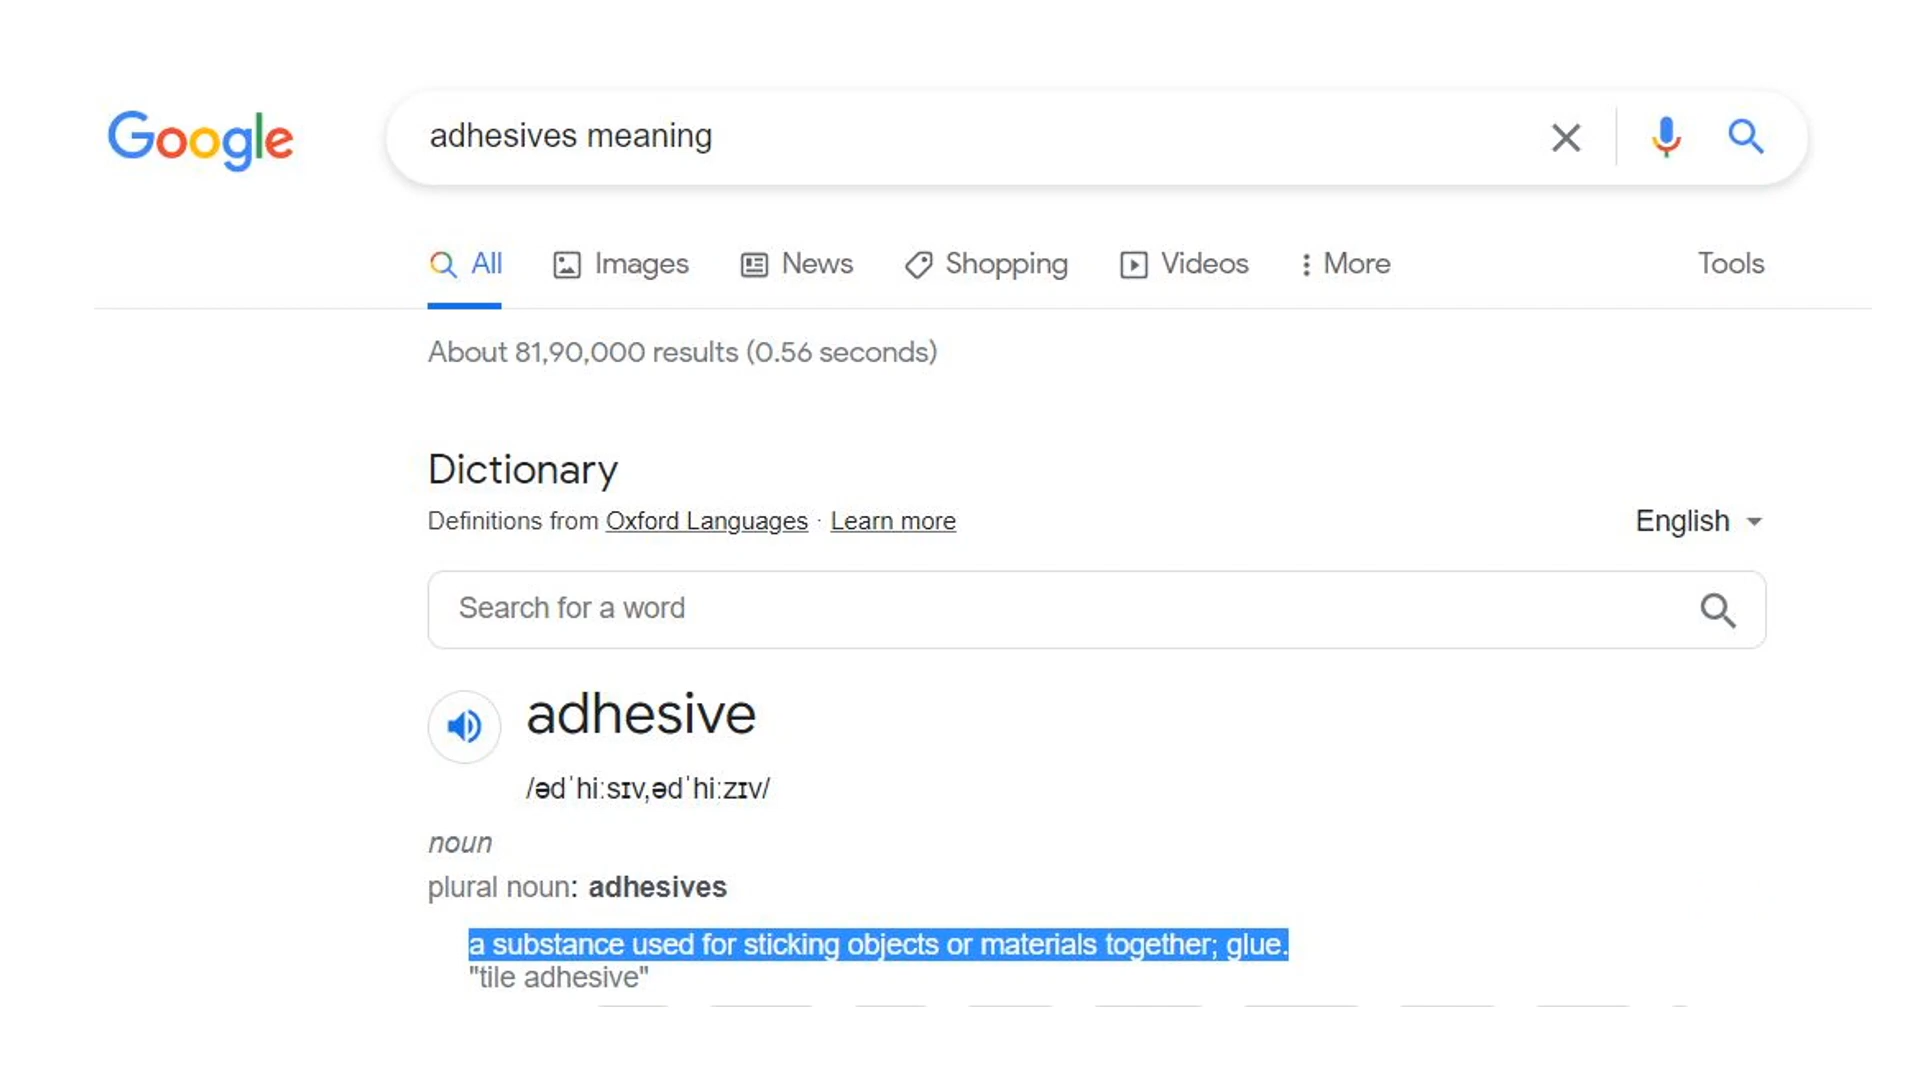 Google
adhesives meaning
All Images News Shopping Videos More Tools
About 81,90,000 results (0.56 seconds)
Dictionary
Definitions from Oxford Languages · Learn more
English
Search for a word
adhesive
/ədˈhiːsɪv,ədˈhiːzɪv/
noun
plural noun: adhesives
a substance used for sticking objects or materials together; glue.
"tile adhesive"